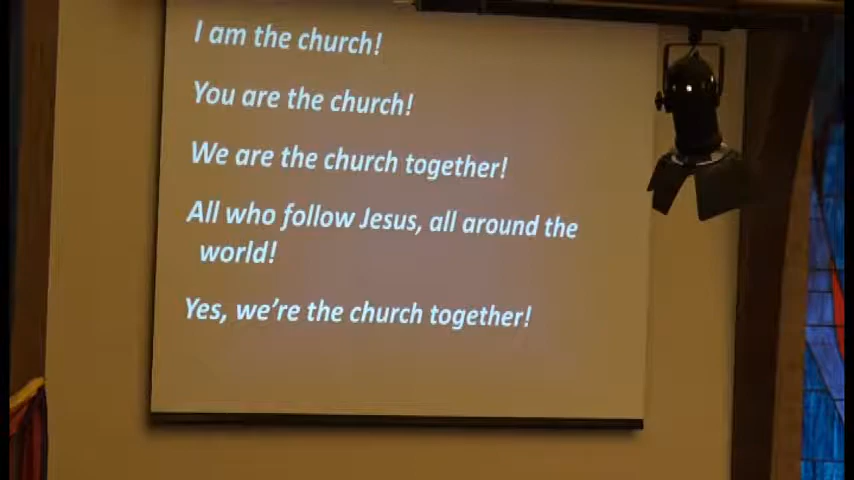 I am the church!
You are the church!
We are the church together!
All who follow Jesus, all around the
world!
Yes, we're the church together!